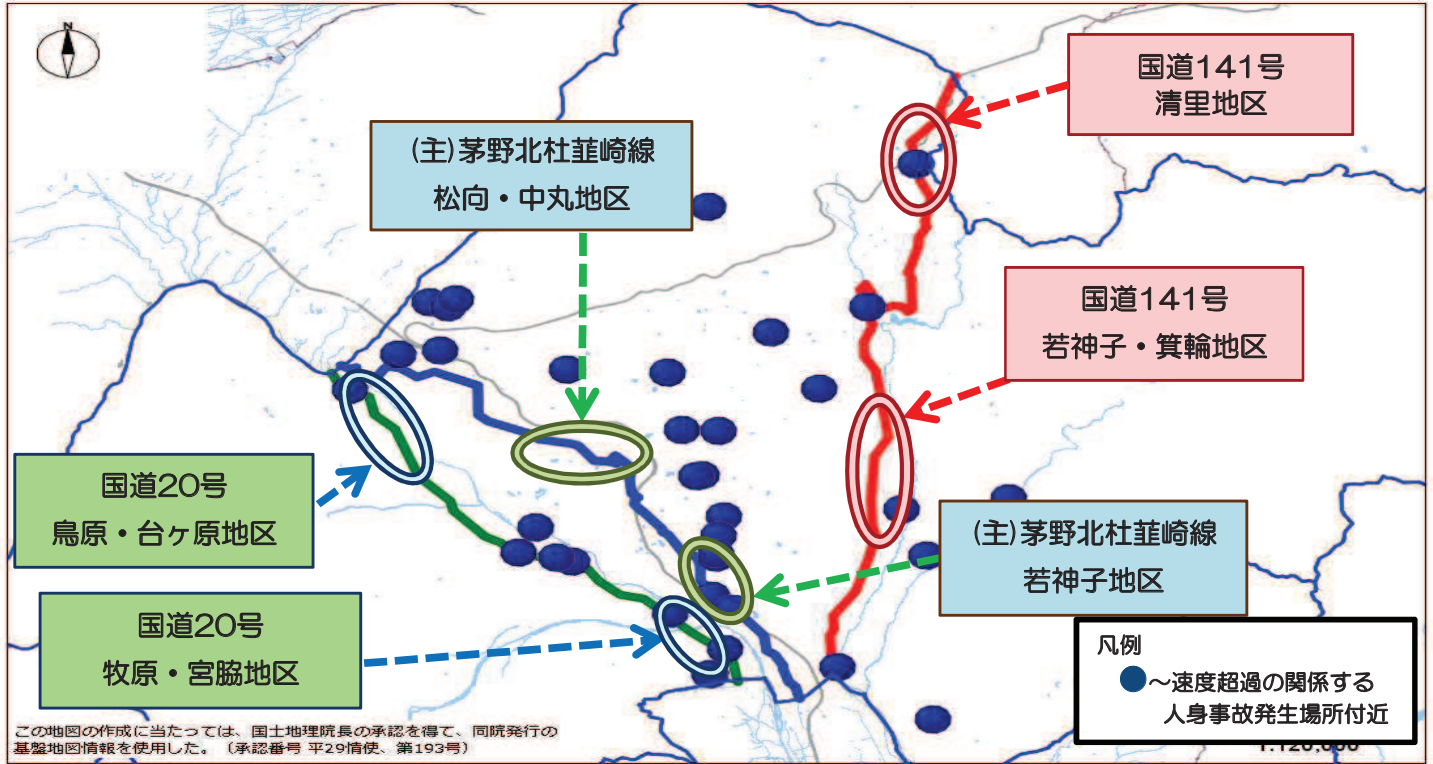 N
国道141号
清里地区
(主)茅野北杜韮崎線
松向・中丸地区
国道141号
若神子・箕輪地区
国道20号
鳥原・台ヶ原地区
(主)茅野北杜韮崎線
若神子地区
国道20号
牧原・宮脇地区
凡例
～速度超過の関係する
人身事故発生場所付近
この地図の作成に当たっては、国土地理院長の承認を得て、同院発行の
基盤地図情報を使用した。（承認番号 平29情使、第193号）